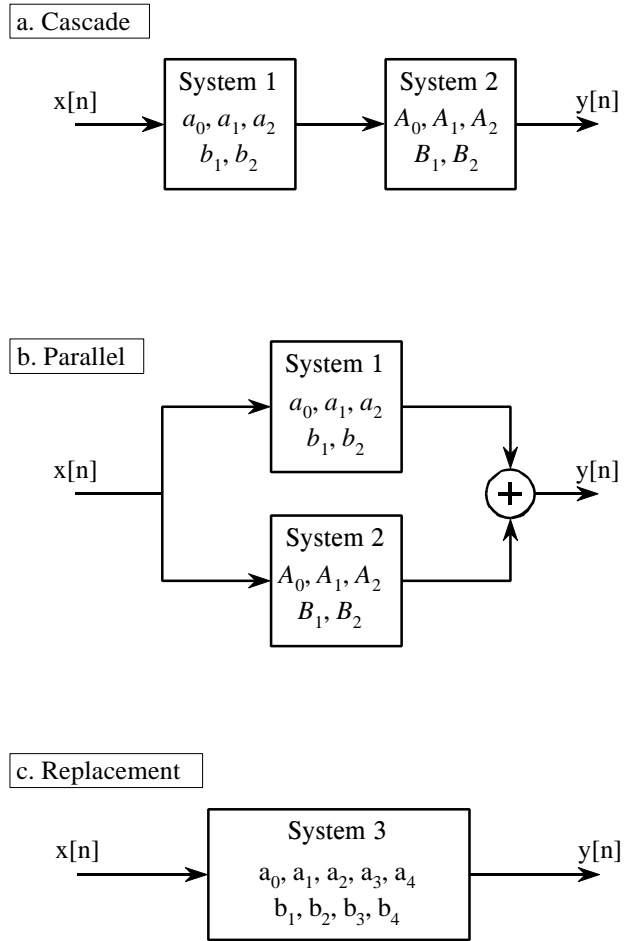 a. Cascade
System 1
System 2
x[n]
y[n]
a₀, a₁, a₂
A₀, A₁, A₂
b₁, b₂
B₁, B₂
b. Parallel
System 1
a₀, a₁, a₂
b₁, b₂
x[n]
y[n]
+
System 2
A₀, A₁, A₂
B₁, B₂
c. Replacement
System 3
x[n]
y[n]
a₀, a₁, a₂, a₃, a₄
b₁, b₂, b₃, b₄